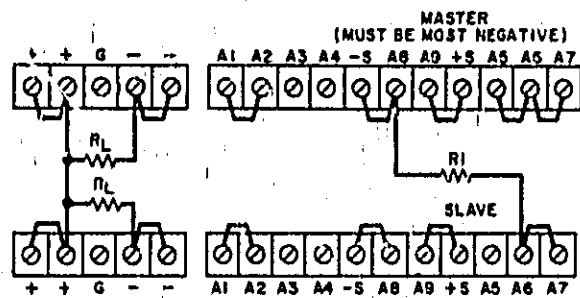 MASTER
(MUST BE MOST NEGATIVE)
+ + G - -
A1 A2 A3 A4 -S A8 A9 +S A5 A6 A7
RL
R1
RL
SLAVE
+ + G - -
A1 A2 A3 A4 -S A8 A9 +S A5 A6 A7